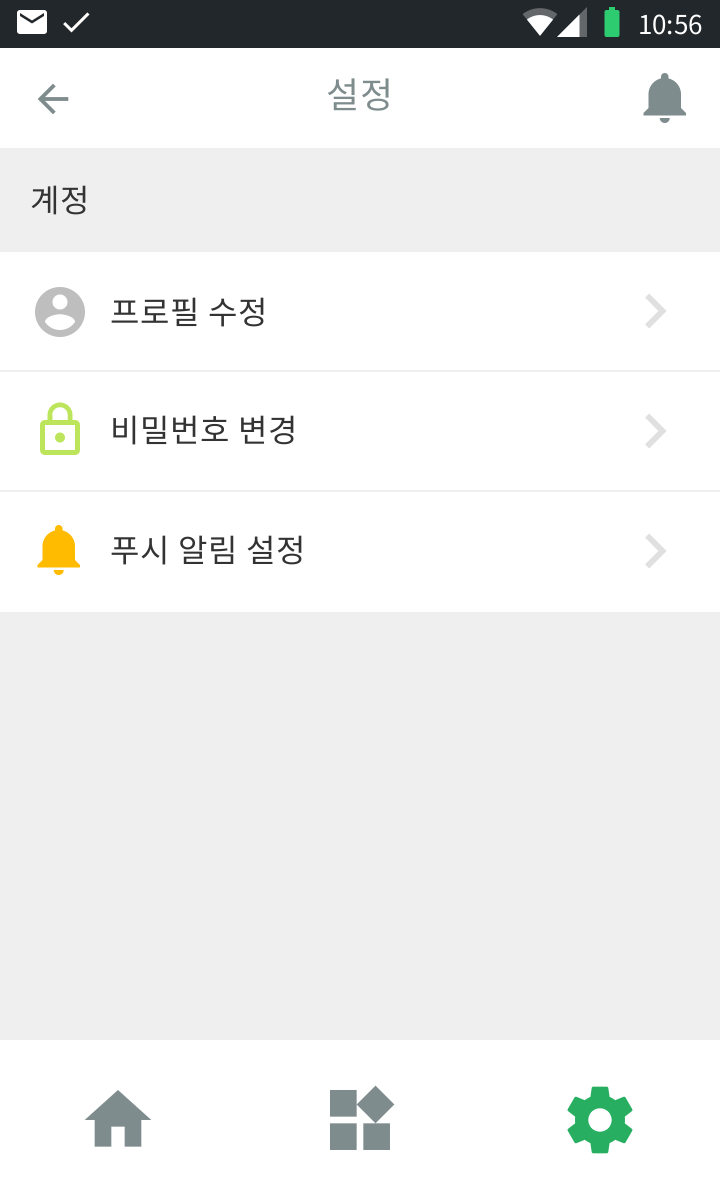 10:56
설정
계정
프로필 수정
비밀번호 변경
푸시 알림 설정